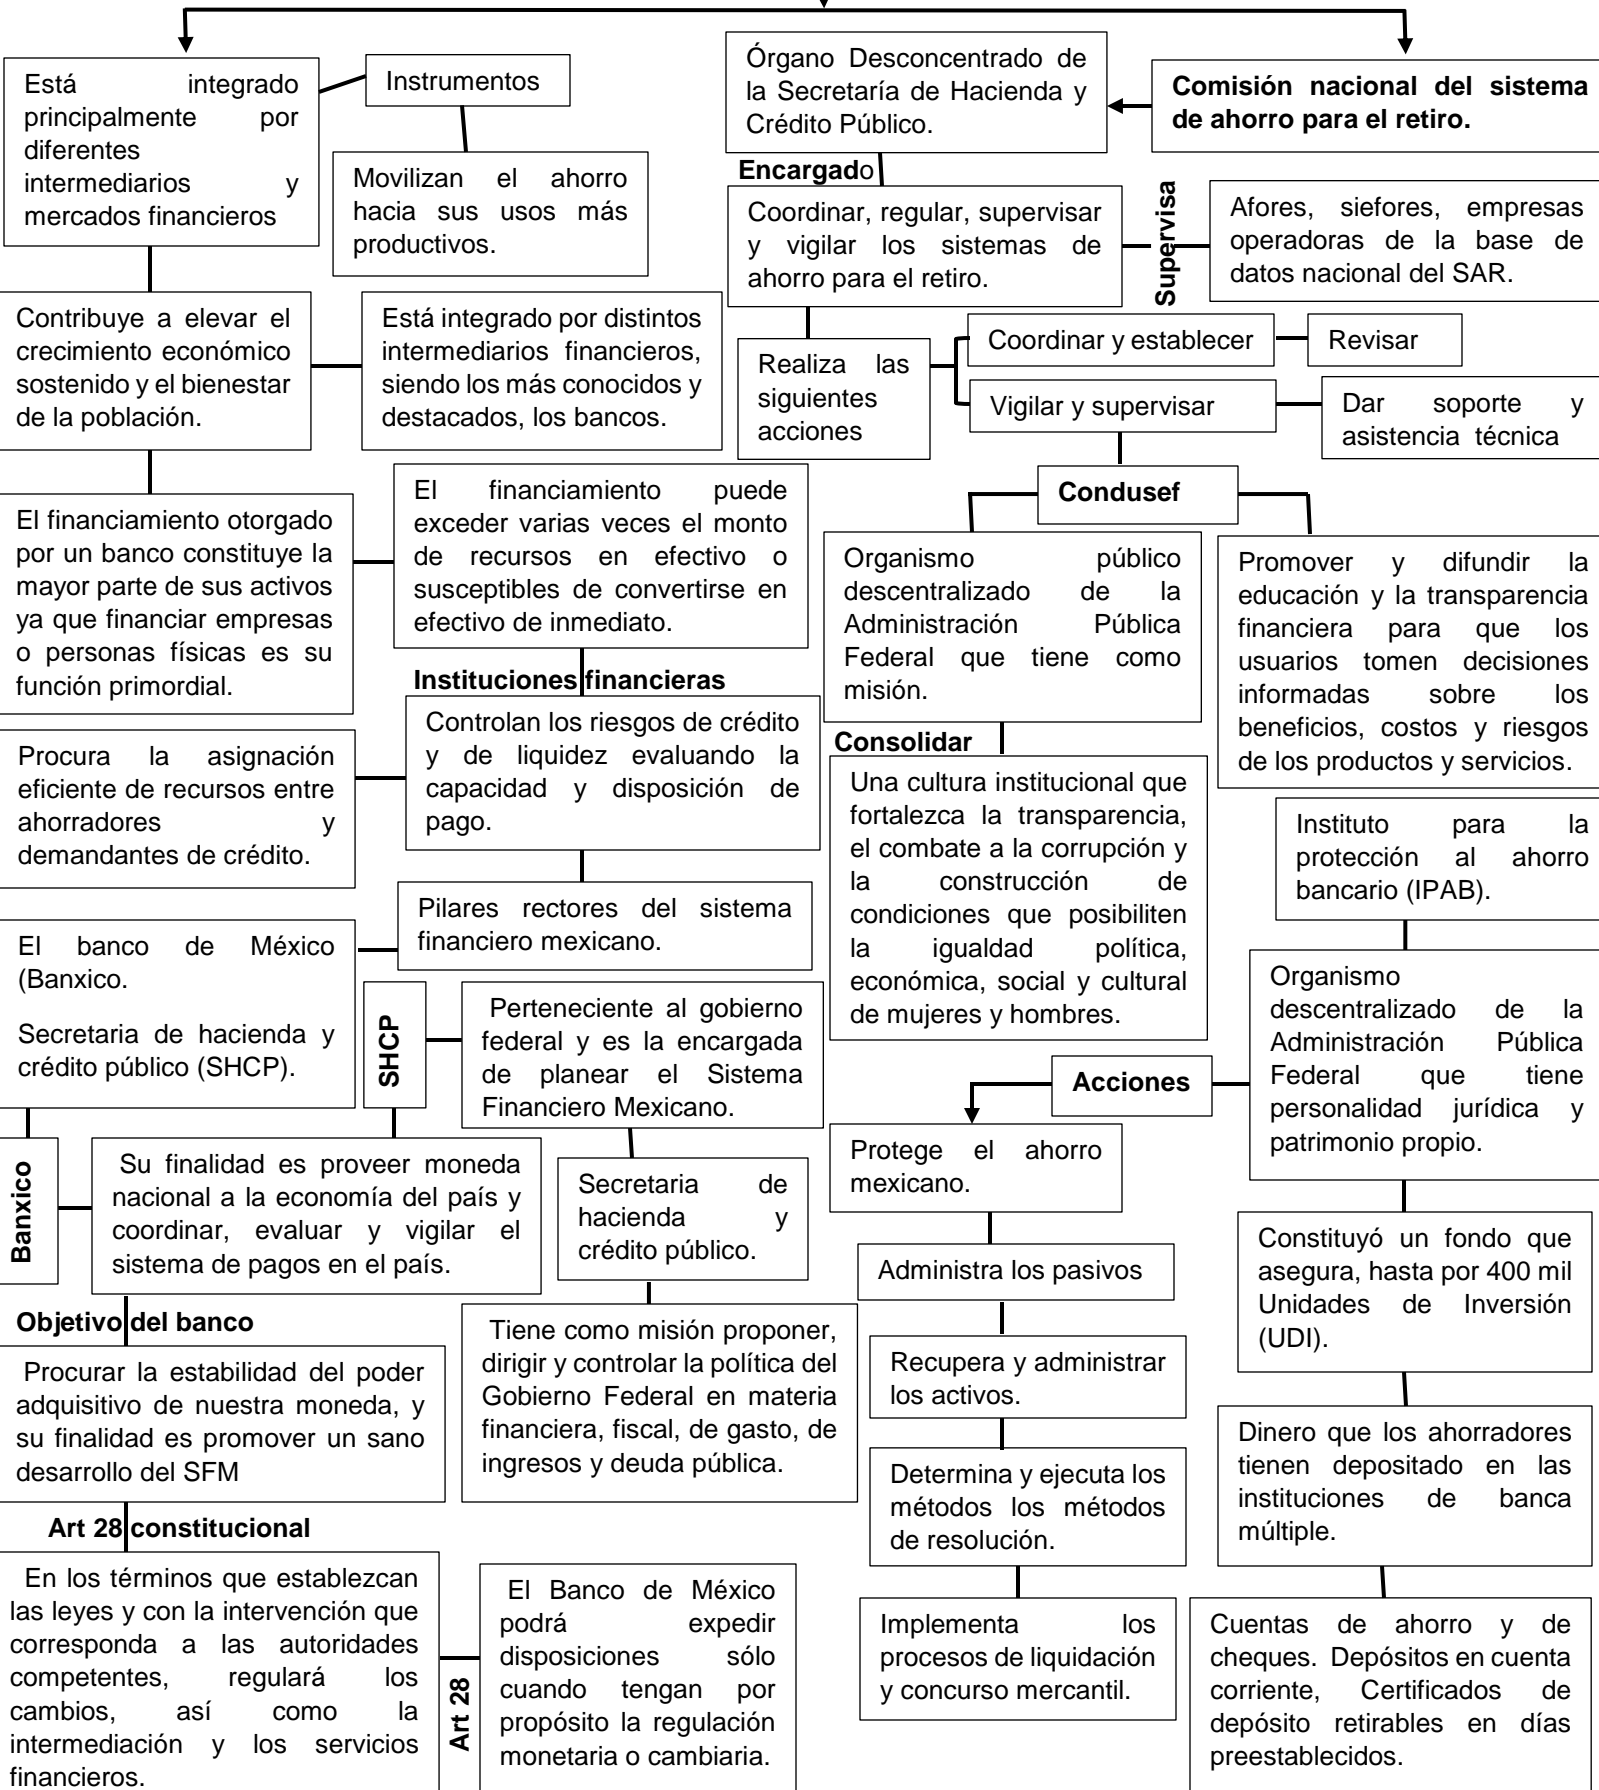 Está integrado
principalmente por
diferentes
intermediarios y
mercados financieros
Instrumentos
Movilizan el ahorro
hacia sus usos más
productivos.
Contribuye a elevar el
crecimiento económico
sostenido y el bienestar
de la población.
Está integrado por distintos
intermediarios financieros,
siendo los más conocidos y
destacados, los bancos.
El financiamiento otorgado
por un banco constituye la
mayor parte de sus activos
ya que financiar empresas
o personas físicas es su
función primordial.
El financiamiento puede
exceder varias veces el monto
de recursos en efectivo o
susceptibles de convertirse en
efectivo de inmediato.
Instituciones financieras
Controlan los riesgos de crédito
y de liquidez evaluando la
capacidad y disposición de
pago.
Procura la asignación
eficiente de recursos entre
ahorradores y
demandantes de crédito.
Pilares rectores del sistema
financiero mexicano.
El banco de México
(Banxico.
Secretaria de hacienda y
crédito público (SHCP).
SHCP
Perteneciente al gobierno
federal y es la encargada
de planear el Sistema
Financiero Mexicano.
Banxico
Su finalidad es proveer moneda
nacional a la economía del país y
coordinar, evaluar y vigilar el
sistema de pagos en el país.
Secretaria de
hacienda y
crédito público.
Objetivo del banco
Procurar la estabilidad del poder
adquisitivo de nuestra moneda, y
su finalidad es promover un sano
desarrollo del SFM
Tiene como misión proponer,
dirigir y controlar la política del
Gobierno Federal en materia
financiera, fiscal, de gasto, de
ingresos y deuda pública.
Art 28 constitucional
En los términos que establezcan
las leyes y con la intervención que
corresponda a las autoridades
competentes, regulará los
cambios, así como la
intermediación y los servicios
financieros.
Art 28
El Banco de México
podrá expedir
disposiciones sólo
cuando tengan por
propósito la regulación
monetaria o cambiaria.
Comisión nacional del sistema
de ahorro para el retiro.
Órgano Desconcentrado de
la Secretaría de Hacienda y
Crédito Público.
Encargado
Coordinar, regular, supervisar
y vigilar los sistemas de
ahorro para el retiro.
Supervisa
Afores, siefores, empresas
operadoras de la base de
datos nacional del SAR.
Realiza las
siguientes
acciones
Coordinar y establecer
Revisar
Vigilar y supervisar
Dar soporte y
asistencia técnica
Condusef
Organismo público
descentralizado de la
Administración Pública
Federal que tiene como
misión.
Promover y difundir la
educación y la transparencia
financiera para que los
usuarios tomen decisiones
informadas sobre los
beneficios, costos y riesgos
de los productos y servicios.
Consolidar
Una cultura institucional que
fortalezca la transparencia,
el combate a la corrupción y
la construcción de
condiciones que posibiliten
la igualdad política,
económica, social y cultural
de mujeres y hombres.
Instituto para la
protección al ahorro
bancario (IPAB).
Organismo
descentralizado de la
Administración Pública
Federal que tiene
personalidad jurídica y
patrimonio propio.
Acciones
Protege el ahorro
mexicano.
Administra los pasivos
Recupera y administrar
los activos.
Determina y ejecuta los
métodos los métodos
de resolución.
Implementa los
procesos de liquidación
y concurso mercantil.
Constituyó un fondo que
asegura, hasta por 400 mil
Unidades de Inversión
(UDI).
Dinero que los ahorradores
tienen depositado en las
instituciones de banca
múltiple.
Cuentas de ahorro y de
cheques. Depósitos en cuenta
corriente, Certificados de
depósito retirables en días
preestablecidos.